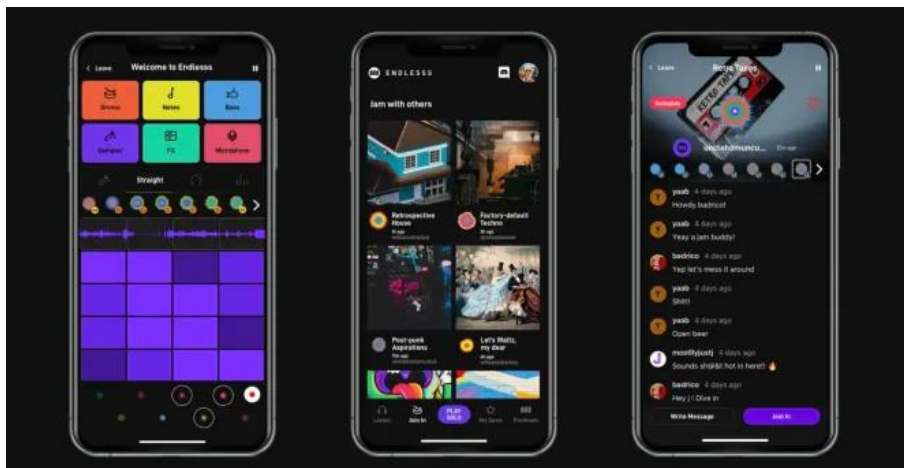 Leave
Welcome to Endlesss
Drums
Notes
Bass
Sampler
FX
Microphone
Straight
ENDLESSS
Jam with others
Retrospective
House
Factory-default
Techno
Post-punk
Aspirations
Let's Waltz,
my dear
Listen
Join In
PLAY
SOLO
My Jams
Leave
Retro Tapes
unclehomuncu...
yaab 4 days ago
Howdy badrico!
yaab 4 days ago
Yeay a jam buddy!
badrico 4 days ago
Yep let's mess it around
yaab 4 days ago
yaab 4 days ago
Open beer
mostlyjustj 4 days ago
Sounds sh&&t hot in here!! 🔥
badrico 4 days ago
Hey j! Dive in
Write Message
Join In